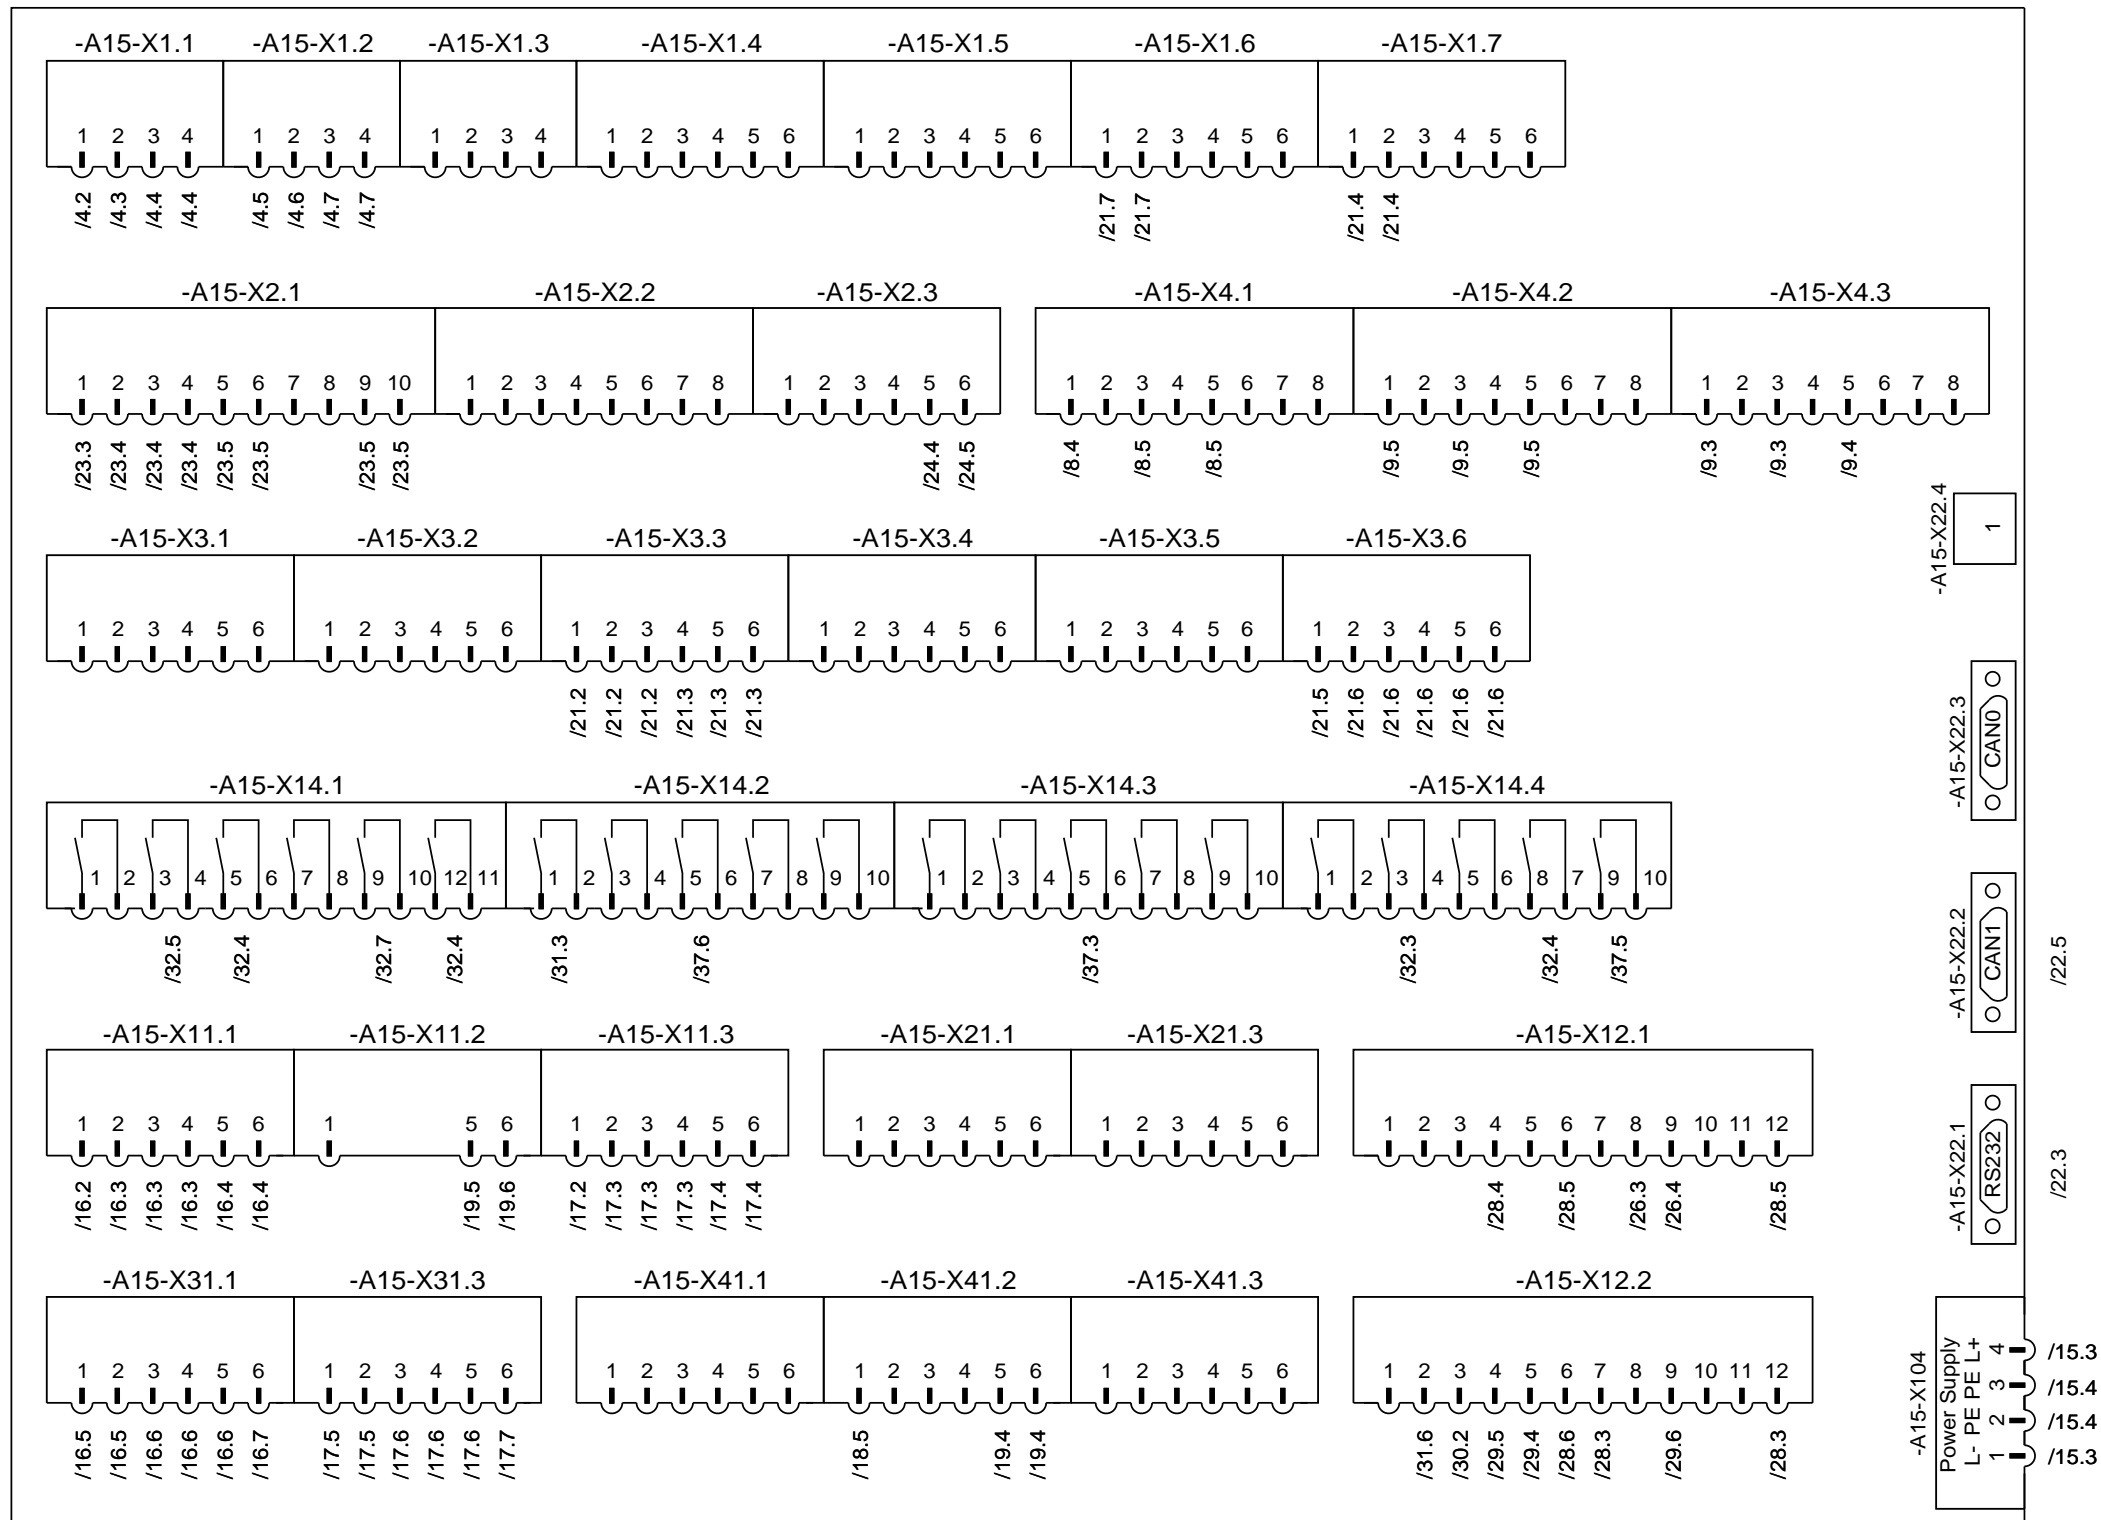 -A15-X1.1 -A15-X1.2 -A15-X1.3 -A15-X1.4 -A15-X1.5 -A15-X1.6 -A15-X1.7
1 2 3 4 1 2 3 4 1 2 3 4 1 2 3 4 5 6 1 2 3 4 5 6 1 2 3 4 5 6 1 2 3 4 5 6
/4.2 /4.3 /4.4 /4.4 /4.5 /4.6 /4.7 /4.7 /21.7 /21.7 /21.4 /21.4
-A15-X2.1 -A15-X2.2 -A15-X2.3 -A15-X4.1 -A15-X4.2 -A15-X4.3
1 2 3 4 5 6 7 8 9 10 1 2 3 4 5 6 7 8 1 2 3 4 5 6 1 2 3 4 5 6 7 8 1 2 3 4 5 6 7 8 1 2 3 4 5 6 7 8
/23.3 /23.4 /23.4 /23.4 /23.5 /23.5 /23.5 /23.5 /24.4 /24.5 /8.4 /8.5 /8.5 /9.5 /9.5 /9.5 /9.3 /9.3 /9.4
-A15-X22.4
1
-A15-X3.1 -A15-X3.2 -A15-X3.3 -A15-X3.4 -A15-X3.5 -A15-X3.6
1 2 3 4 5 6 1 2 3 4 5 6 1 2 3 4 5 6 1 2 3 4 5 6 1 2 3 4 5 6 1 2 3 4 5 6
/21.2 /21.2 /21.2 /21.3 /21.3 /21.3 /21.5 /21.6 /21.6 /21.6 /21.6 /21.6
-A15-X22.3
CAN0
-A15-X14.1 -A15-X14.2 -A15-X14.3 -A15-X14.4
1 2 3 4 5 6 7 8 9 10 12 11 1 2 3 4 5 6 7 8 9 10 1 2 3 4 5 6 7 8 9 10 1 2 3 4 5 6 8 7 9 10
/32.5 /32.4 /32.7 /32.4 /31.3 /37.6 /37.3 /32.3 /32.4 /37.5
-A15-X22.2
CAN1
/22.5
-A15-X11.1 -A15-X11.2 -A15-X11.3 -A15-X21.1 -A15-X21.3 -A15-X12.1
1 2 3 4 5 6 1 5 6 1 2 3 4 5 6 1 2 3 4 5 6 1 2 3 4 5 6 1 2 3 4 5 6 7 8 9 10 11 12
/16.2 /16.3 /16.3 /16.3 /16.4 /16.4 /19.5 /19.6 /17.2 /17.3 /17.3 /17.3 /17.4 /17.4 /28.4 /28.5 /26.3 /26.4 /28.5
-A15-X22.1
RS232
/22.3
-A15-X31.1 -A15-X31.3 -A15-X41.1 -A15-X41.2 -A15-X41.3 -A15-X12.2
1 2 3 4 5 6 1 2 3 4 5 6 1 2 3 4 5 6 1 2 3 4 5 6 1 2 3 4 5 6 1 2 3 4 5 6 7 8 9 10 11 12
/16.5 /16.5 /16.6 /16.6 /16.6 /16.7 /17.5 /17.5 /17.6 /17.6 /17.6 /17.7 /18.5 /19.4 /19.4 /31.6 /30.2 /29.5 /29.4 /28.6 /28.3 /29.6 /28.3
-A15-X104
Power Supply
L- PE PE L+
1 2 3 4
/15.3
/15.4
/15.4
/15.3